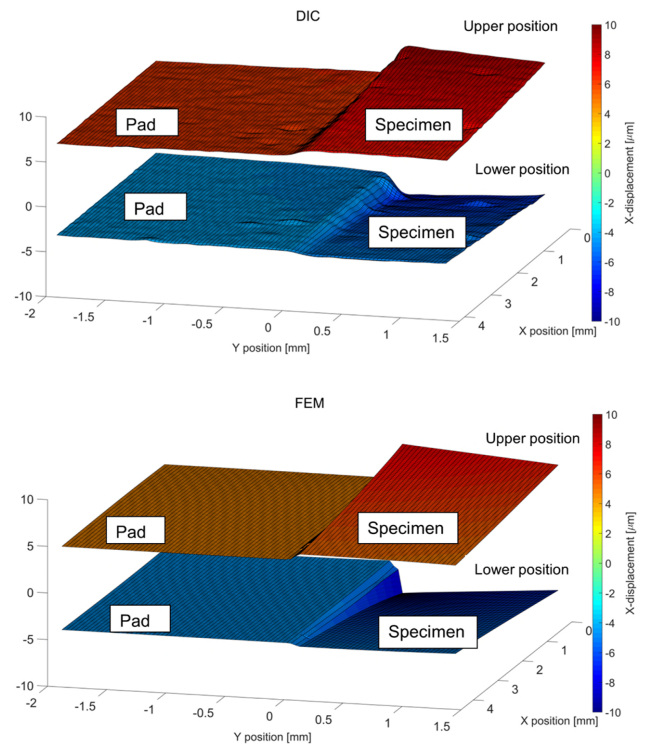 DIC
Upper position
Pad
Specimen
Lower position
Pad
Specimen
10
5
0
-5
-10
-2
-1.5
-1
-0.5
0
0.5
1
1.5
Y position [mm]
0
1
2
3
4
X position [mm]
10
8
6
4
2
0
-2
-4
-6
-8
-10
X-displacement [μm]
FEM
Upper position
Pad
Specimen
Lower position
Pad
Specimen
10
5
0
-5
-10
-2
-1.5
-1
-0.5
0
0.5
1
1.5
Y position [mm]
0
1
2
3
4
X position [mm]
10
8
6
4
2
0
-2
-4
-6
-8
-10
X-displacement [μm]